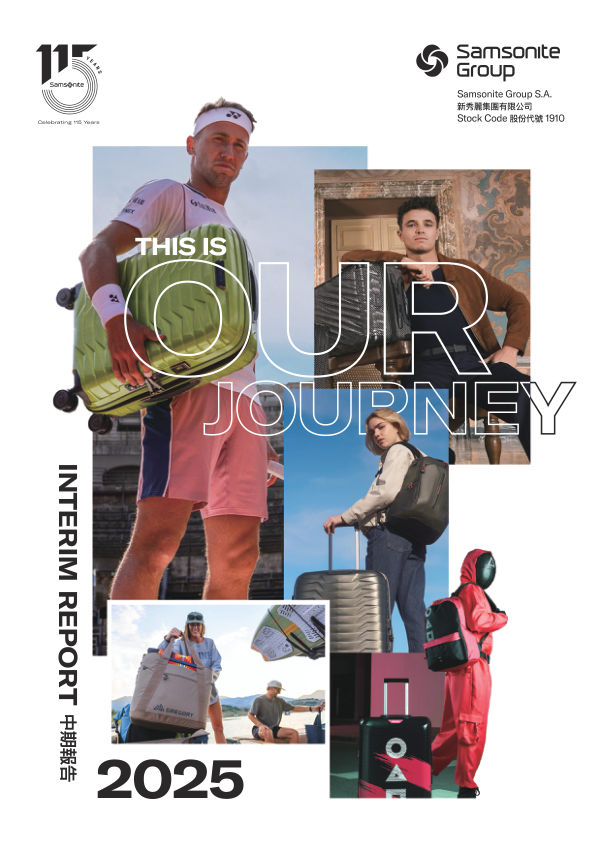 115
YEARS
Samsonite
Celebrating 115 Years
Samsonite
Group
Samsonite Group S.A.
新秀麗集團有限公司
Stock Code 股份代號 1910
THIS IS
OUR
JOURNEY
INTERIM REPORT 中期報告
GREGORY
2025